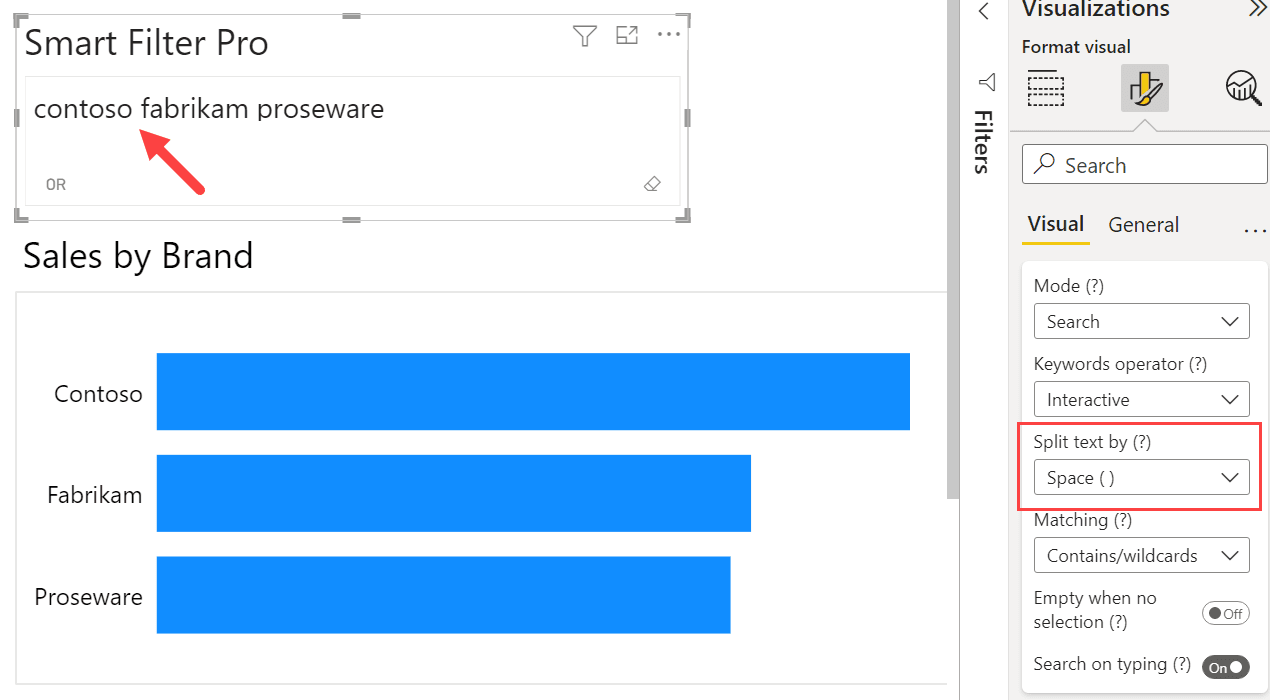 Smart Filter Pro
contoso fabrikam proseware
OR
Sales by Brand
Contoso
Fabrikam
Proseware
Filters
Visualizations
Format visual
Search
Visual General
Mode (?)
Search
Keywords operator (?)
Interactive
Split text by (?)
Space ( )
Matching (?)
Contains/wildcards
Empty when no
selection (?)
Off
Search on typing (?)
On